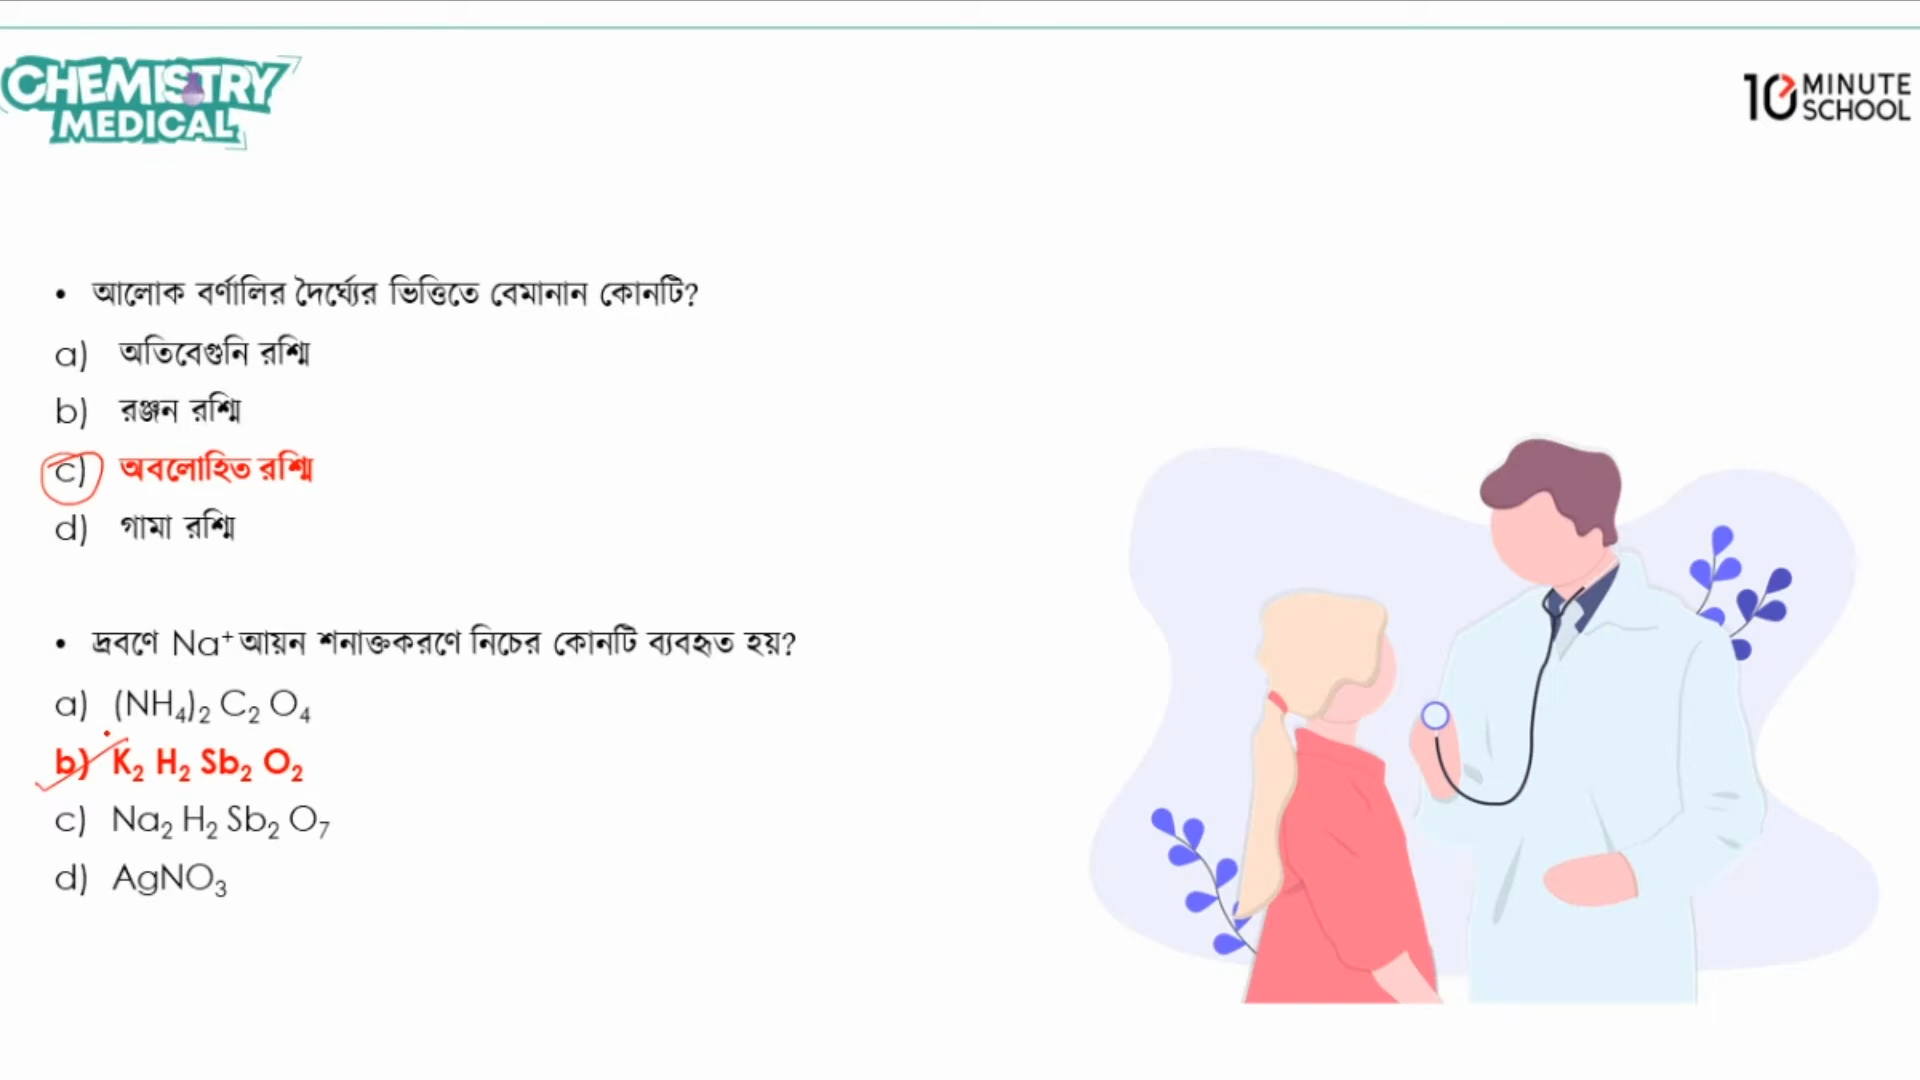 CHEMISTRY
MEDICAL
10 MINUTE
SCHOOL
• আলোক বর্ণালির দৈর্ঘ্যের ভিত্তিতে বেমানান কোনটি?
a) অতিবেগুনি রশ্মি
b) রঞ্জন রশ্মি
c) অবলোহিত রশ্মি
d) গামা রশ্মি
• দ্রবণে Na⁺ আয়ন শনাক্তকরণে নিচের কোনটি ব্যবহৃত হয়?
a) (NH₄)₂ C₂ O₄
b) K₂ H₂ Sb₂ O₂
c) Na₂ H₂ Sb₂ O₇
d) AgNO₃